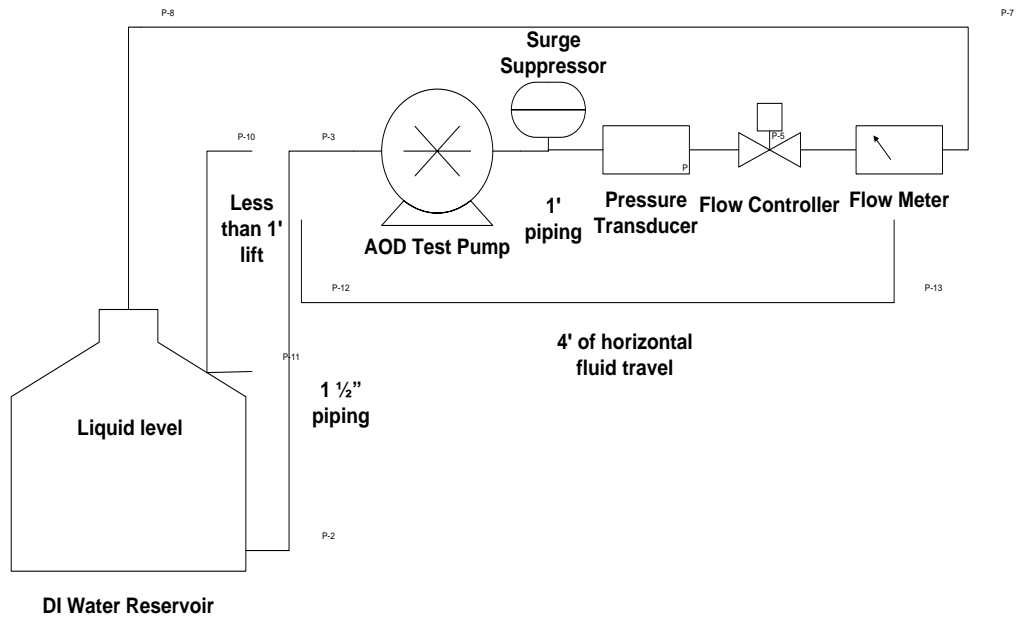 P-8
P-7
Surge
Suppressor
P-10
P-3
P-5
P
Less
than 1'
lift
AOD Test Pump
1'
piping
Pressure
Transducer
Flow Controller
Flow Meter
P-12
P-13
4' of horizontal
fluid travel
P-11
1 ½”
piping
Liquid level
P-2
DI Water Reservoir